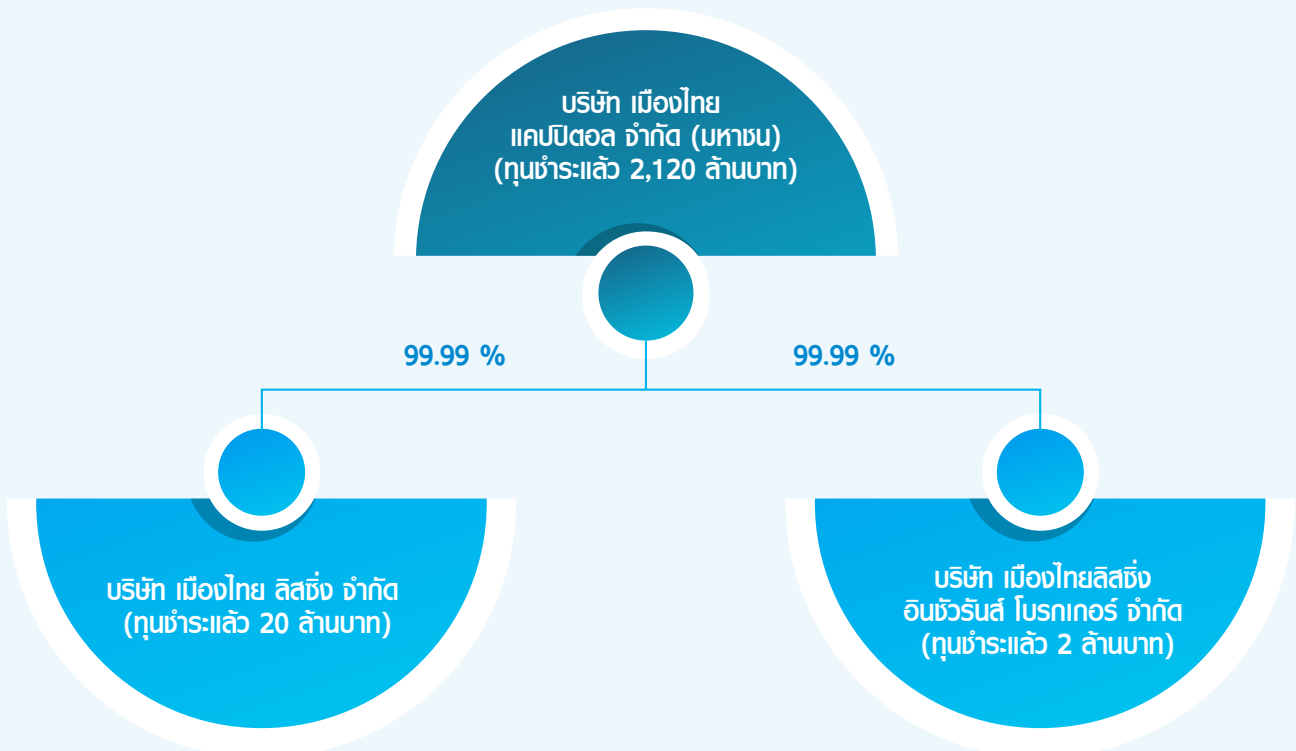 บริษัท เมืองไทย
แคปปิตอล จำกัด (มหาชน)
(ทุนชำระแล้ว 2,120 ล้านบาท)
99.99 %
99.99 %
บริษัท เมืองไทย ลิสซิ่ง จำกัด
(ทุนชำระแล้ว 20 ล้านบาท)
บริษัท เมืองไทยลิสซิ่ง
อินชัวรันส์ โบรกเกอร์ จำกัด
(ทุนชำระแล้ว 2 ล้านบาท)